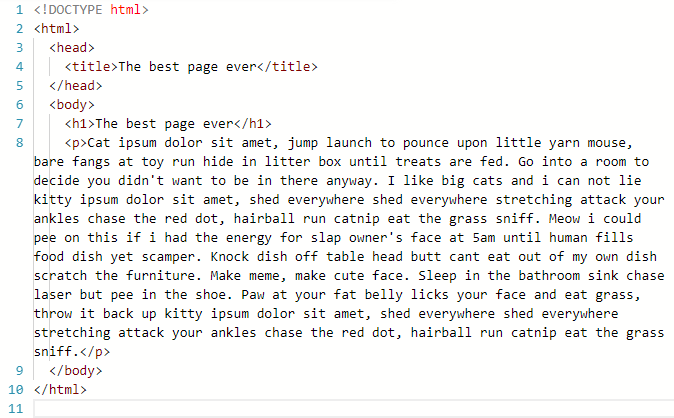 1 <!DOCTYPE html>
2 <html>
3   <head>
4     <title>The best page ever</title>
5   </head>
6   <body>
7     <h1>The best page ever</h1>
8     <p>Cat ipsum dolor sit amet, jump launch to pounce upon little yarn mouse,
bare fangs at toy run hide in litter box until treats are fed. Go into a room to
decide you didn't want to be in there anyway. I like big cats and i can not lie
kitty ipsum dolor sit amet, shed everywhere shed everywhere stretching attack your
ankles chase the red dot, hairball run catnip eat the grass sniff. Meow i could
pee on this if i had the energy for slap owner's face at 5am until human fills
food dish yet scamper. Knock dish off table head butt cant eat out of my own dish
scratch the furniture. Make meme, make cute face. Sleep in the bathroom sink chase
laser but pee in the shoe. Paw at your fat belly licks your face and eat grass,
throw it back up kitty ipsum dolor sit amet, shed everywhere shed everywhere
stretching attack your ankles chase the red dot, hairball run catnip eat the grass
sniff.</p>
9   </body>
10 </html>
11